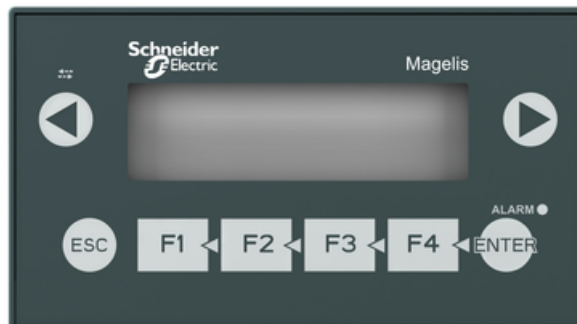 Schneider
Electric
Magelis
ALARM
ESC
F1
F2
F3
F4
ENTER